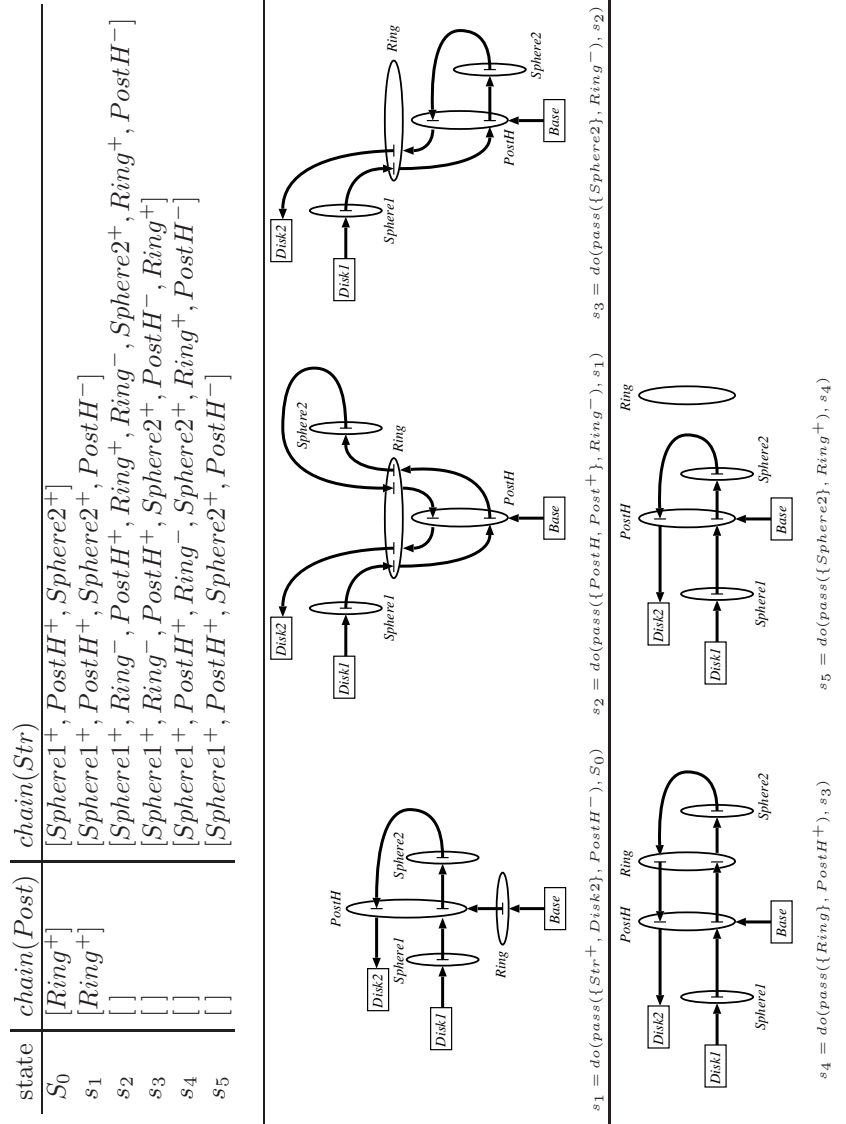 state chain(Post) chain(Str)
S₀ [Ring⁺] [Sphere1⁺, PostH⁺, Sphere2⁺]
s₁ [Ring⁺] [Sphere1⁺, PostH⁺, Sphere2⁺, PostH⁻]
s₂ [ ] [Sphere1⁺, Ring⁻, PostH⁺, Ring⁺, Ring⁻, Sphere2⁺, Ring⁺, PostH⁻]
s₃ [ ] [Sphere1⁺, Ring⁻, PostH⁺, Sphere2⁺, PostH⁻, Ring⁺]
s₄ [ ] [Sphere1⁺, PostH⁺, Ring⁻, Sphere2⁺, Ring⁺, PostH⁻]
s₅ [ ] [Sphere1⁺, PostH⁺, Sphere2⁺, PostH⁻]
PostH
Disk2
Sphere1
Sphere2
Disk1
Ring
Base
s₁ = do(pass({Str⁺, Disk2}, PostH⁻), S₀)
Disk2
Sphere2
Disk1
Sphere1
Ring
PostH
Base
s₂ = do(pass({PostH, Post⁺}, Ring⁻), s₁)
Disk2
Ring
Disk1
Sphere1
PostH
Sphere2
Base
s₃ = do(pass({Sphere2}, Ring⁻), s₂)
PostH
Ring
Disk2
Disk1
Sphere1
Sphere2
Base
s₄ = do(pass({Ring}, PostH⁺), s₃)
PostH
Ring
Disk2
Disk1
Sphere1
Sphere2
Base
s₅ = do(pass({Sphere2}, Ring⁺), s₄)